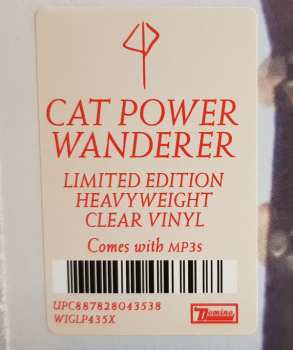 CAT POWER
WANDERER
LIMITED EDITION
HEAVYWEIGHT
CLEAR VINYL
Comes with MP3s
UPC887828043538
WIGLP435X
Domino